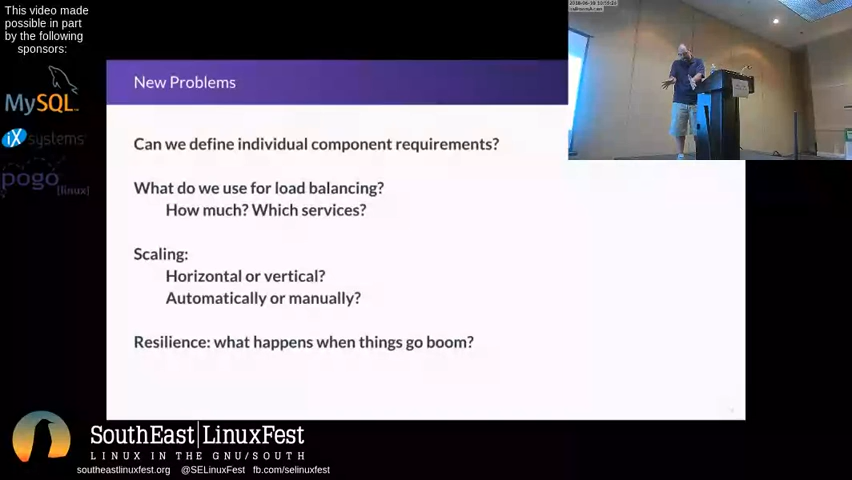 This video made
possible in part
by the following
sponsors:
MySQL
iX systems
pogo
[linux]
New Problems
Can we define individual component requirements?
What do we use for load balancing?
How much? Which services?
Scaling:
Horizontal or vertical?
Automatically or manually?
Resilience: what happens when things go boom?
SouthEast|LinuxFest
LINUX IN THE GNU/SOUTH
southeastlinuxfest.org @SELinuxFest fb.com/selinuxfest